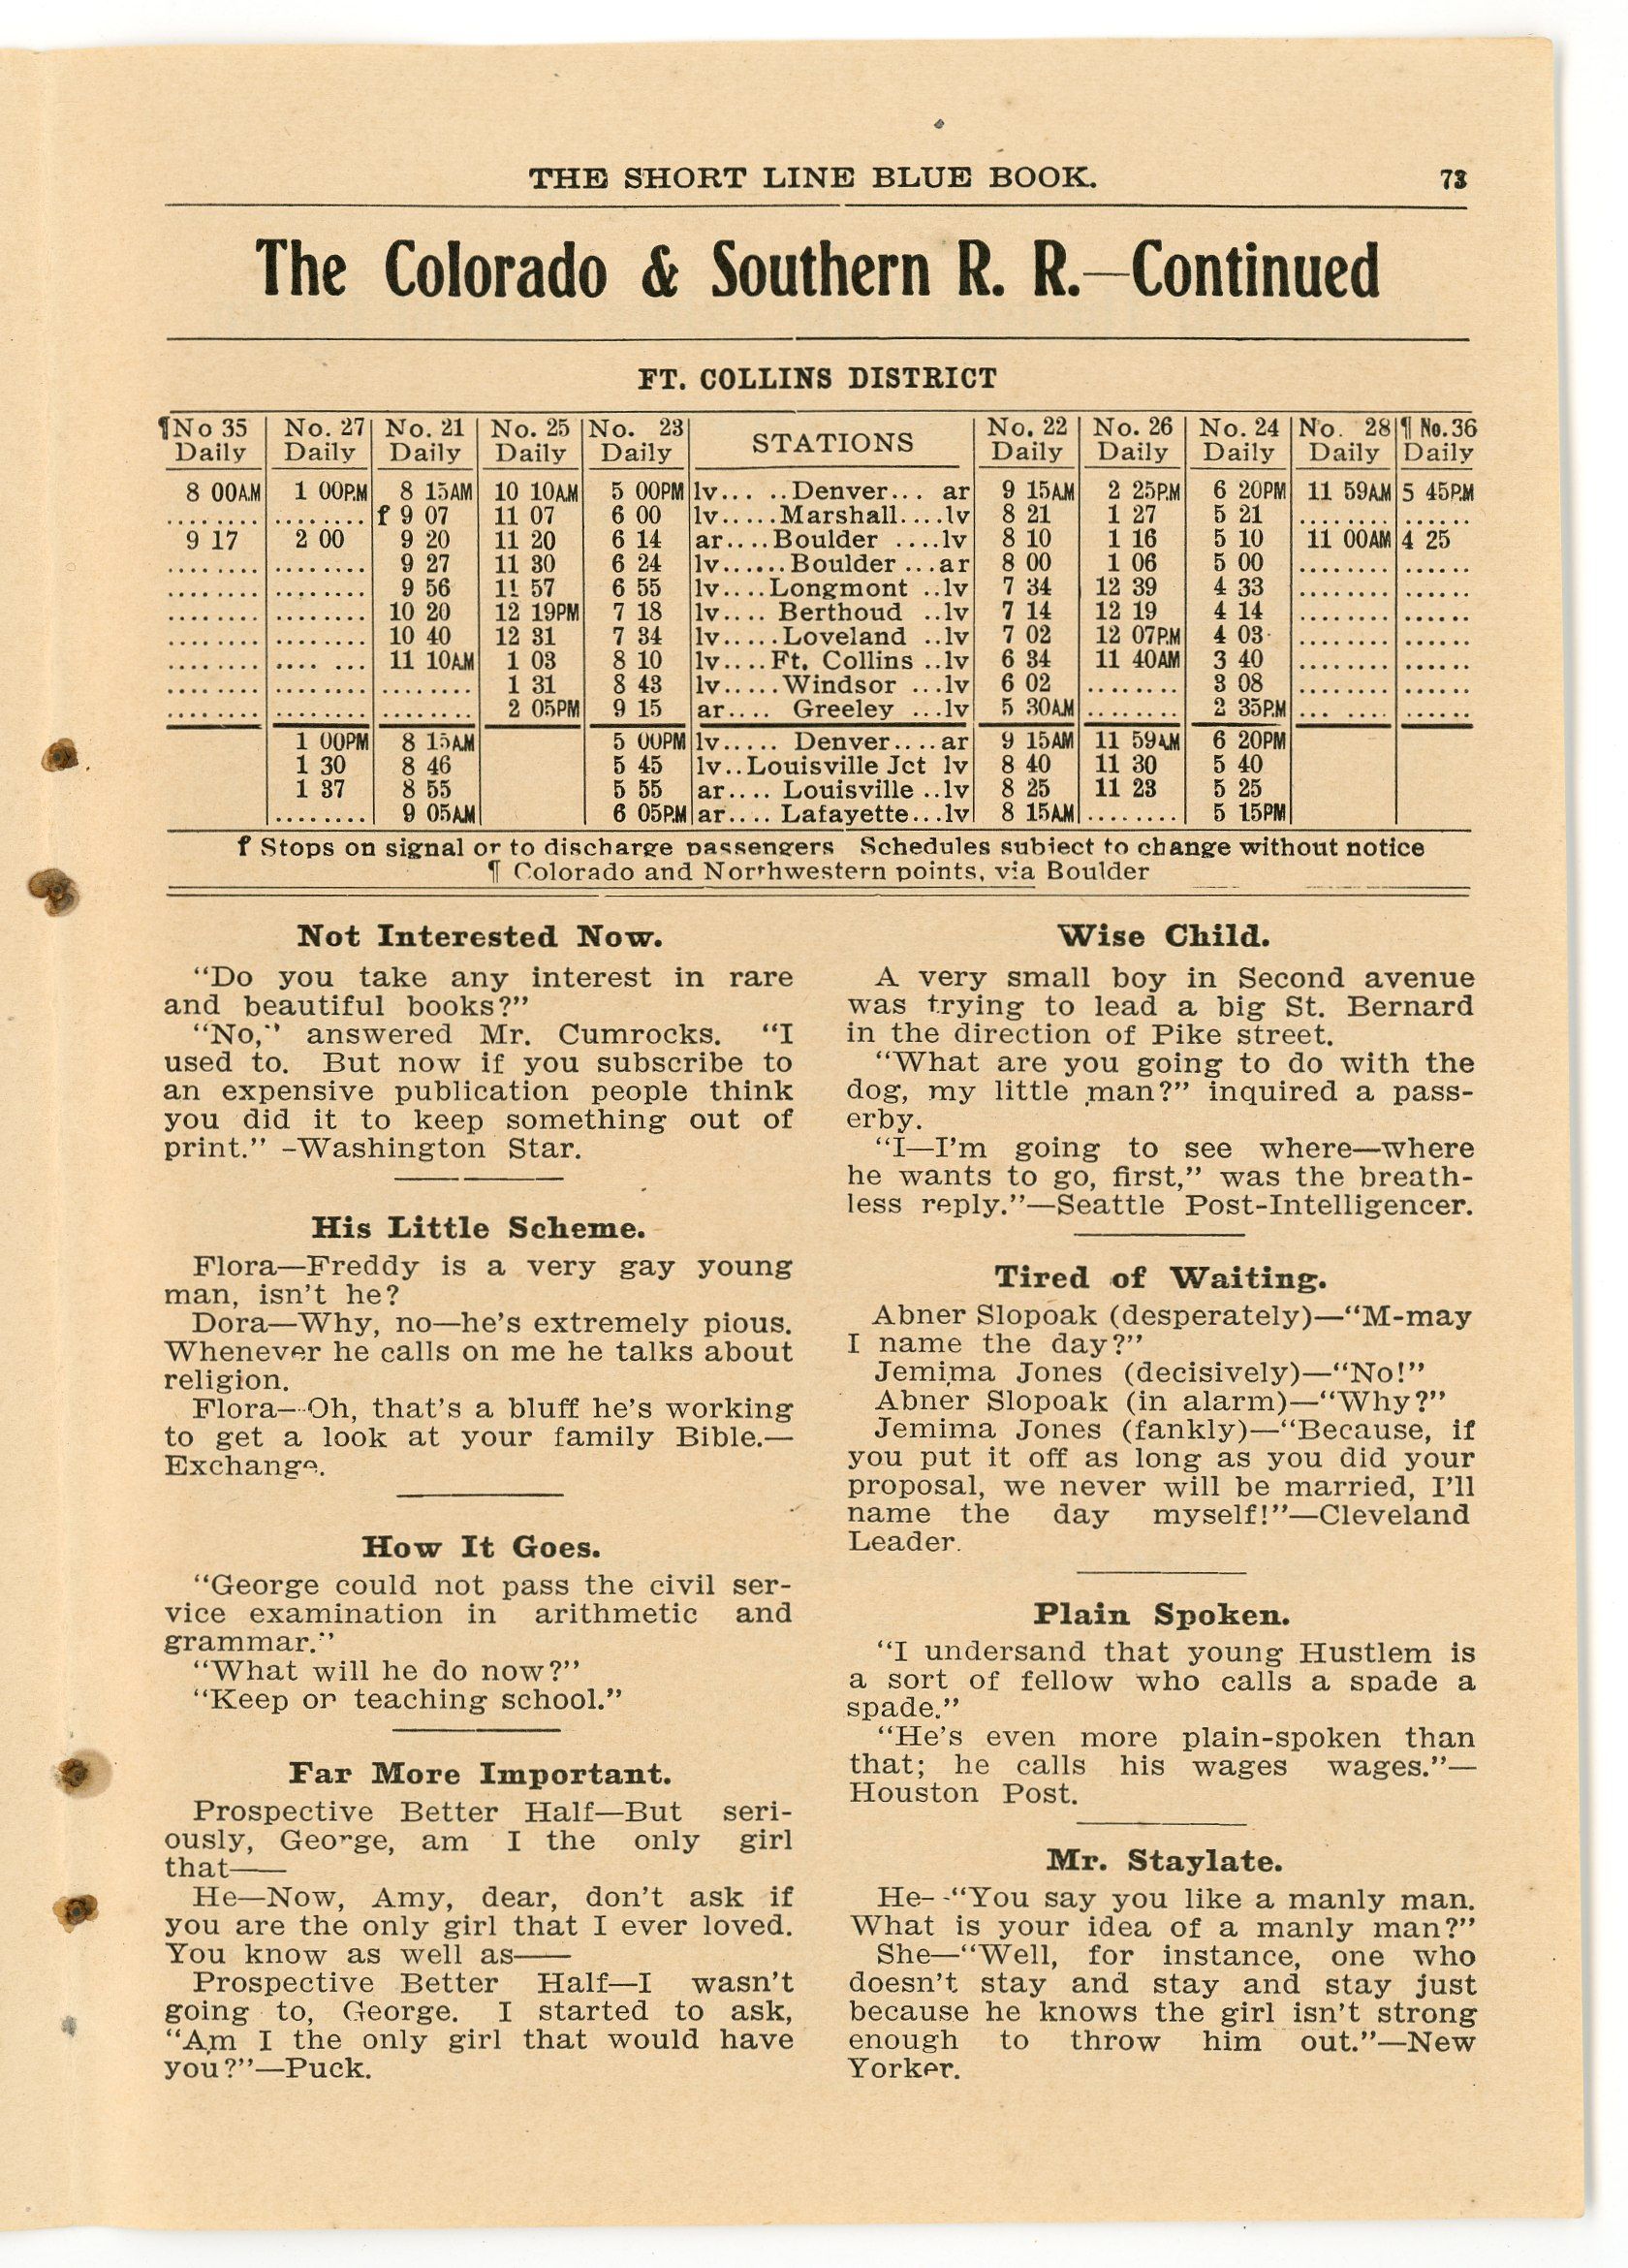 THE SHORT LINE BLUE BOOK. 73
The Colorado & Southern R. R.—Continued
FT. COLLINS DISTRICT
¶No 35 No. 27 No. 21 No. 25 No. 23 STATIONS No. 22 No. 26 No. 24 No. 28 ¶ No.36
Daily Daily Daily Daily Daily Daily Daily Daily Daily Daily
8 00A.M 1 00P.M 8 15AM 10 10A.M 5 00PM lv... ..Denver... ar 9 15A.M 2 25P.M 6 20PM 11 59A.M 5 45P.M
........ ........ f 9 07 11 07 6 00 lv.....Marshall....lv 8 21 1 27 5 21 ........ ......
9 17 2 00 9 20 11 20 6 14 ar....Boulder ....lv 8 10 1 16 5 10 11 00AM 4 25
........ ........ 9 27 11 30 6 24 lv......Boulder ...ar 8 00 1 06 5 00 ........ ......
........ ........ 9 56 11 57 6 55 lv....Longmont ..lv 7 34 12 39 4 33 ........ ......
........ ........ 10 20 12 19PM 7 18 lv.... Berthoud ..lv 7 14 12 19 4 14 ........ ......
........ ........ 10 40 12 31 7 34 lv.....Loveland ..lv 7 02 12 07P.M 4 03 ........ ......
........ .... ... 11 10A.M 1 03 8 10 lv....Ft. Collins ..lv 6 34 11 40AM 3 40 ........ ......
........ ........ ........ 1 31 8 43 lv.....Windsor ...lv 6 02 ........ 3 08 ........ ......
........ ........ ........ 2 05PM 9 15 ar.... Greeley ...lv 5 30A.M ........ 2 35P.M ... .... ......
1 00PM 8 15A.M 5 00PM lv..... Denver....ar 9 15AM 11 59A.M 6 20PM
1 30 8 46 5 45 lv..Louisville Jct lv 8 40 11 30 5 40
1 37 8 55 5 55 ar.... Louisville ..lv 8 25 11 23 5 25
........ 9 05A.M 6 05P.M ar.... Lafayette...lv 8 15A.M ........ 5 15PM
f Stops on signal or to discharge passengers Schedules subject to change without notice
¶ Colorado and Northwestern points, via Boulder
Not Interested Now.
“Do you take any interest in rare
and beautiful books?”
“No,” answered Mr. Cumrocks. “I
used to. But now if you subscribe to
an expensive publication people think
you did it to keep something out of
print.” -Washington Star.
His Little Scheme.
Flora—Freddy is a very gay young
man, isn't he?
Dora—Why, no—he's extremely pious.
Whenever he calls on me he talks about
religion.
Flora—Oh, that's a bluff he's working
to get a look at your family Bible.—
Exchange.
How It Goes.
“George could not pass the civil ser-
vice examination in arithmetic and
grammar.”
“What will he do now?”
“Keep on teaching school.”
Far More Important.
Prospective Better Half—But seri-
ously, George, am I the only girl
that——
He—Now, Amy, dear, don't ask if
you are the only girl that I ever loved.
You know as well as——
Prospective Better Half—I wasn't
going to, George. I started to ask,
“Am I the only girl that would have
you?”—Puck.
Wise Child.
A very small boy in Second avenue
was trying to lead a big St. Bernard
in the direction of Pike street.
“What are you going to do with the
dog, my little man?” inquired a pass-
erby.
“I—I'm going to see where—where
he wants to go, first,” was the breath-
less reply.”—Seattle Post-Intelligencer.
Tired of Waiting.
Abner Slopoak (desperately)—“M-may
I name the day?”
Jemima Jones (decisively)—“No!”
Abner Slopoak (in alarm)—“Why?”
Jemima Jones (fankly)—“Because, if
you put it off as long as you did your
proposal, we never will be married, I'll
name the day myself!”—Cleveland
Leader.
Plain Spoken.
“I undersand that young Hustlem is
a sort of fellow who calls a spade a
spade.”
“He's even more plain-spoken than
that; he calls his wages wages.”—
Houston Post.
Mr. Staylate.
He--“You say you like a manly man.
What is your idea of a manly man?”
She—“Well, for instance, one who
doesn't stay and stay and stay just
because he knows the girl isn't strong
enough to throw him out.”—New
Yorker.